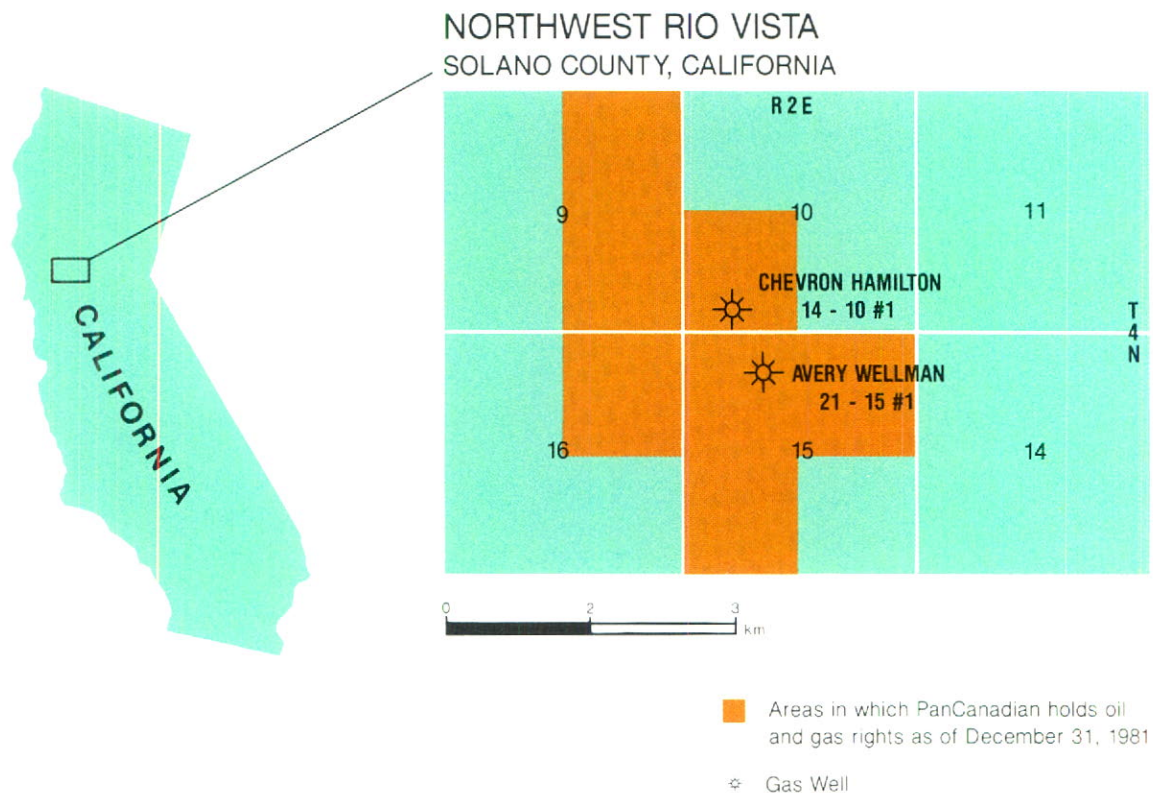 NORTHWEST RIO VISTA
SOLANO COUNTY, CALIFORNIA
R 2 E
9
10
11
CHEVRON HAMILTON
14 - 10 #1
T
4
N
AVERY WELLMAN
21 - 15 #1
16
15
14
CALIFORNIA
0 2 3
km
Areas in which PanCanadian holds oil
and gas rights as of December 31, 1981
Gas Well